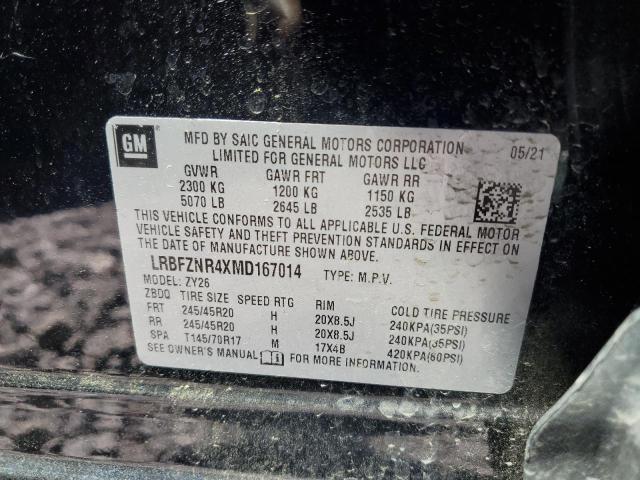 GM
MFD BY SAIC GENERAL MOTORS CORPORATION
LIMITED FOR GENERAL MOTORS LLC
05/21
GVWR GAWR FRT GAWR RR
2300 KG 1200 KG 1150 KG
5070 LB 2645 LB 2535 LB
THIS VEHICLE CONFORMS TO ALL APPLICABLE U.S. FEDERAL MOTOR
VEHICLE SAFETY AND THEFT PREVENTION STANDARDS IN EFFECT ON
THE DATE OF MANUFACTURE SHOWN ABOVE.
LRBFZNR4XMD167014 TYPE: M.P.V.
MODEL: ZY26
ZBDQ TIRE SIZE SPEED RTG RIM COLD TIRE PRESSURE
FRT 245/45R20 H 20X8.5J 240KPA(35PSI)
RR 245/45R20 H 20X8.5J 240KPA(35PSI)
SPA T145/70R17 M 17X4B 420KPA(60PSI)
SEE OWNER'S MANUAL FOR MORE INFORMATION.